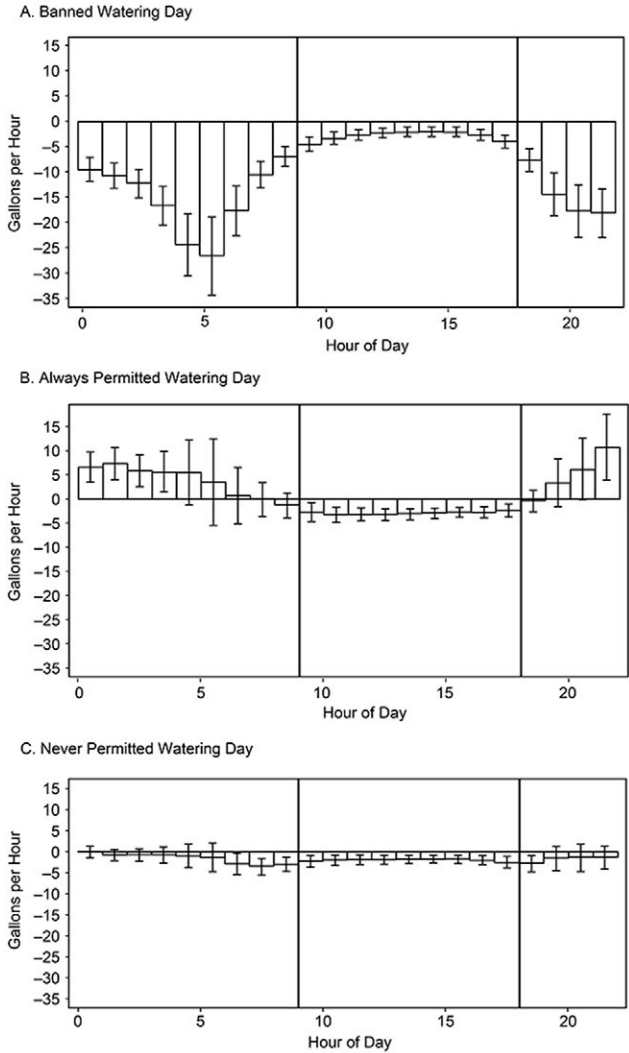 A. Banned Watering Day
15
10
5
0
–5
–10
–15
–20
–25
–30
–35
Gallons per Hour
0 5 10 15 20
Hour of Day
B. Always Permitted Watering Day
15
10
5
0
–5
–10
–15
–20
–25
–30
–35
Gallons per Hour
0 5 10 15 20
Hour of Day
C. Never Permitted Watering Day
15
10
5
0
–5
–10
–15
–20
–25
–30
–35
Gallons per Hour
0 5 10 15 20
Hour of Day